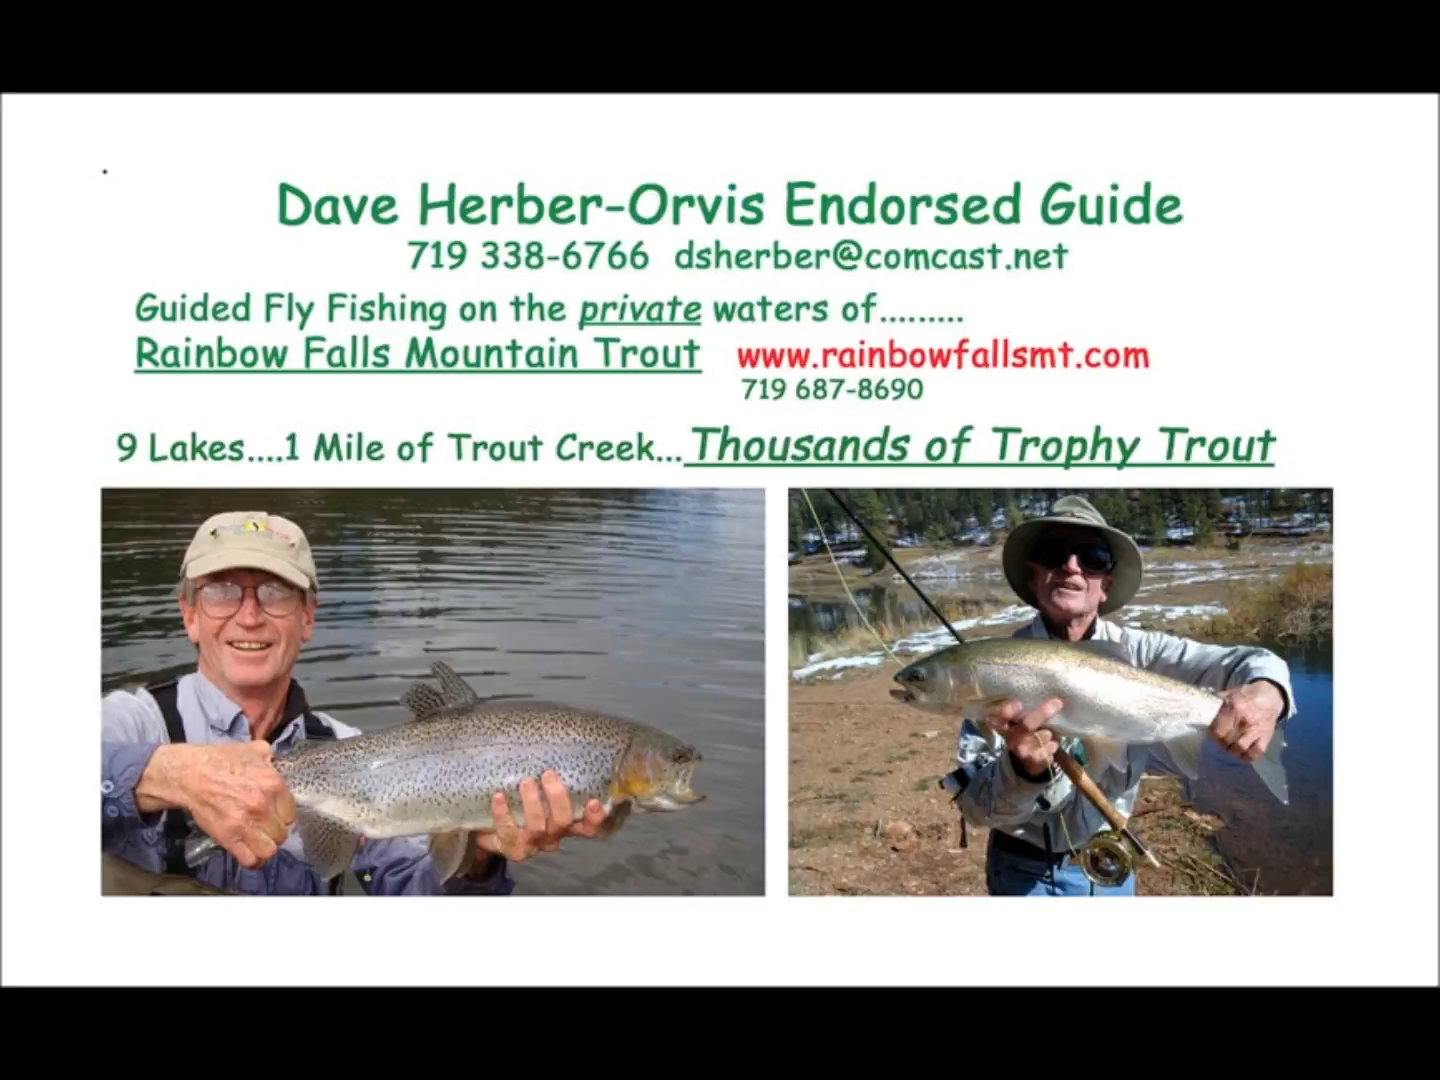 Dave Herber-Orvis Endorsed Guide
719 338-6766 dsherber@comcast.net
Guided Fly Fishing on the private waters of.........
Rainbow Falls Mountain Trout www.rainbowfallsmt.com
719 687-8690
9 Lakes....1 Mile of Trout Creek...Thousands of Trophy Trout